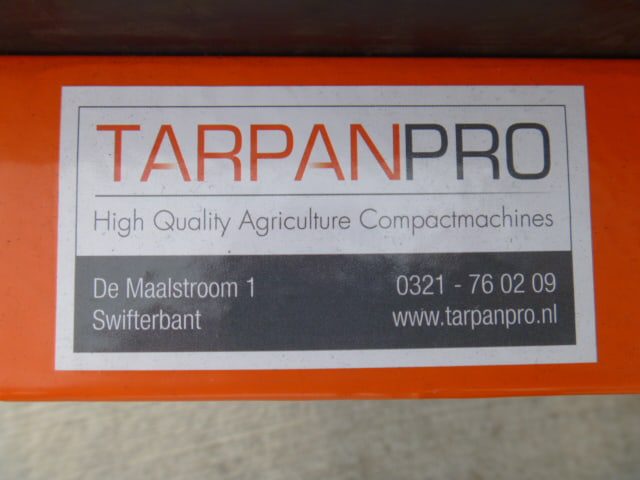 TARPANPRO
High Quality Agriculture Compactmachines
De Maalstroom 1 0321 - 76 02 09
Swifterbant www.tarpanpro.nl